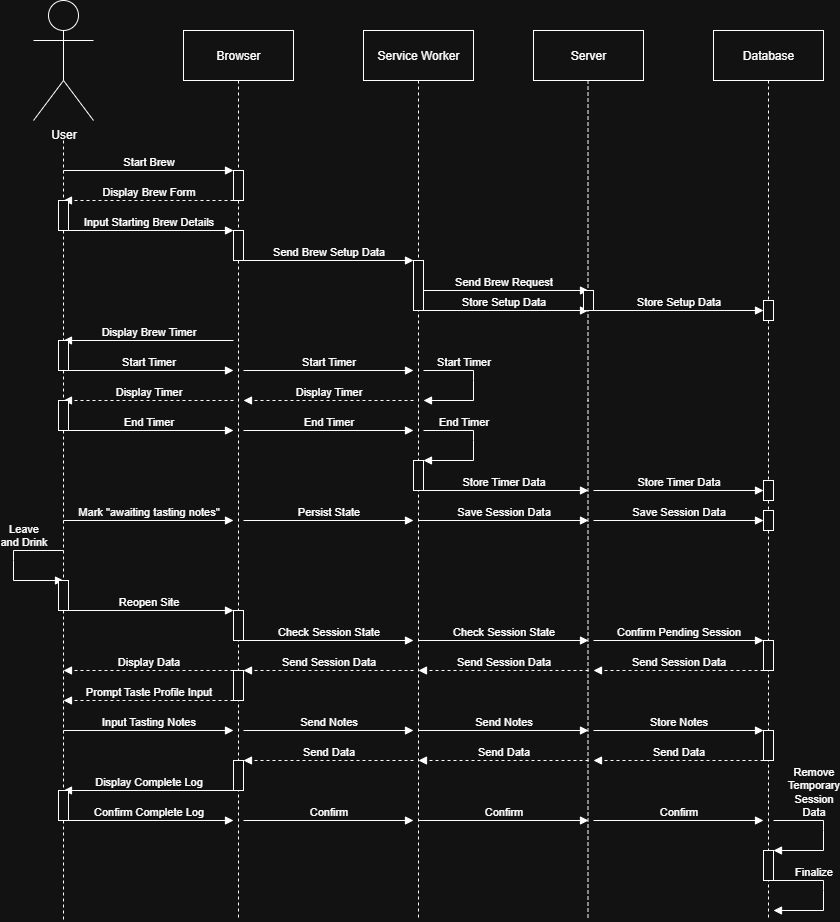 User
Browser
Service Worker
Server
Database
Start Brew
Display Brew Form
Input Starting Brew Details
Send Brew Setup Data
Send Brew Request
Store Setup Data
Store Setup Data
Display Brew Timer
Start Timer
Start Timer
Start Timer
Display Timer
Display Timer
End Timer
End Timer
End Timer
Store Timer Data
Store Timer Data
Mark "awaiting tasting notes"
Persist State
Save Session Data
Save Session Data
Leave
and Drink
Reopen Site
Check Session State
Check Session State
Confirm Pending Session
Display Data
Send Session Data
Send Session Data
Send Session Data
Prompt Taste Profile Input
Input Tasting Notes
Send Notes
Send Notes
Store Notes
Send Data
Send Data
Send Data
Display Complete Log
Remove
Temporary
Session
Data
Confirm Complete Log
Confirm
Confirm
Confirm
Finalize